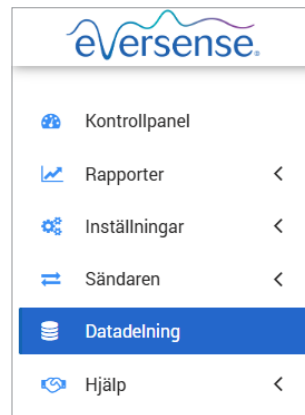 eversense.
Kontrollpanel
Rapporter
Inställningar
Sändaren
Datadelning
Hjälp